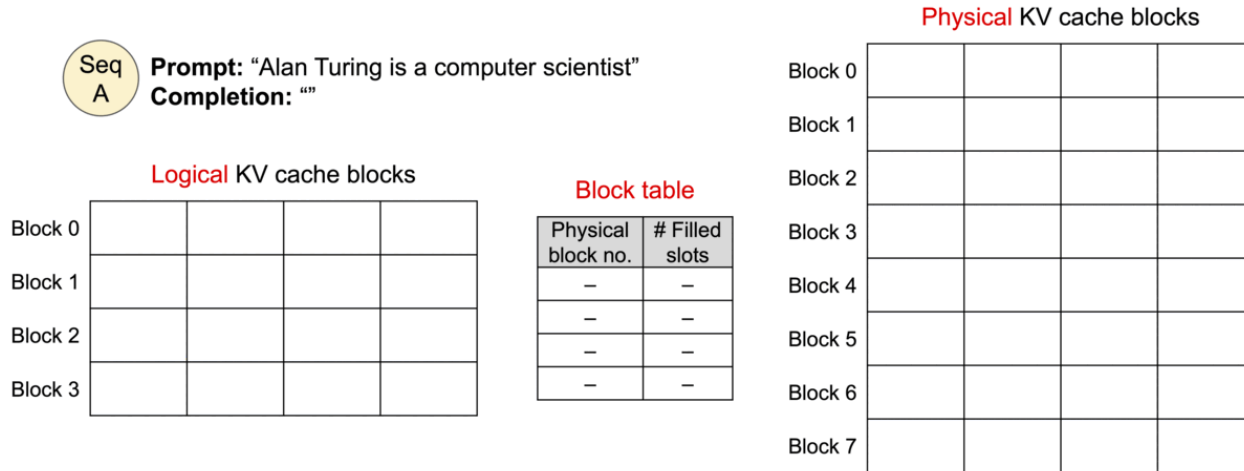 Physical KV cache blocks
Seq
A
Prompt: “Alan Turing is a computer scientist”
Completion: “”
Logical KV cache blocks
Block 0
Block 1
Block 2
Block 3
Block table
Physical block no.
# Filled slots
– –
– –
– –
– –
Block 0
Block 1
Block 2
Block 3
Block 4
Block 5
Block 6
Block 7